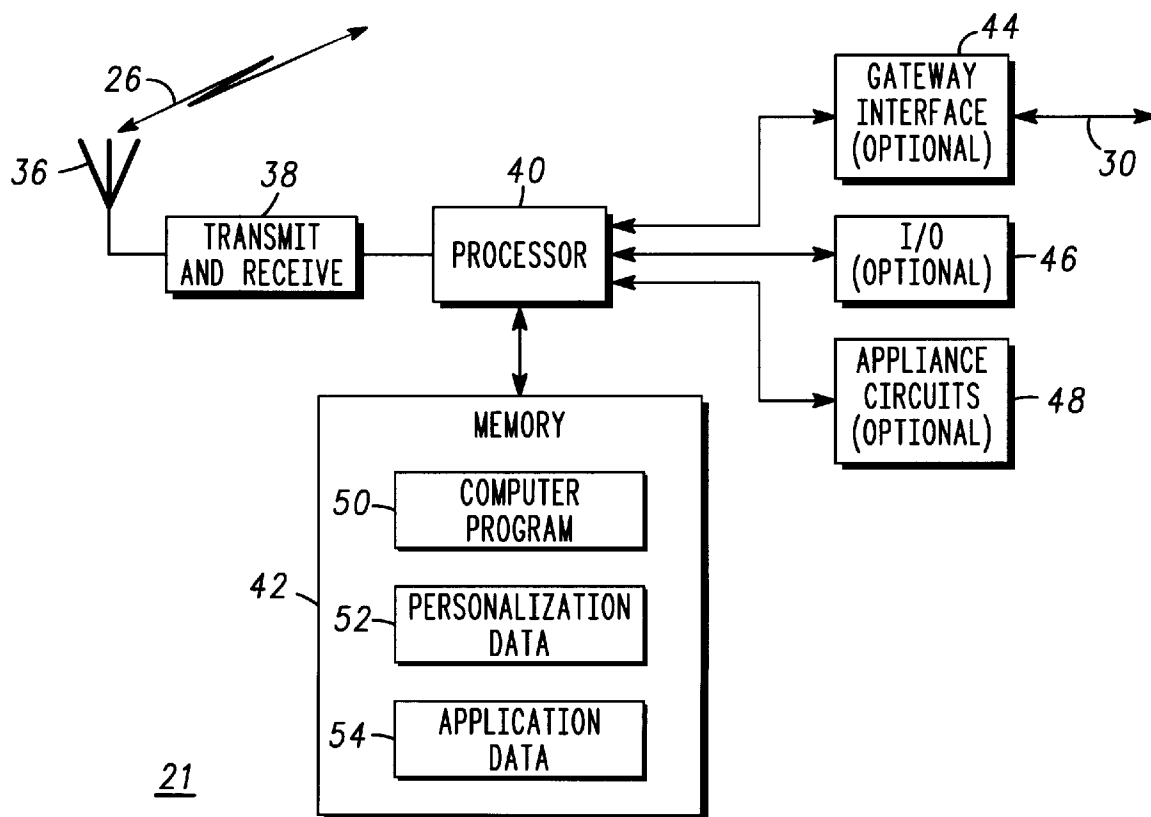 26
36
38
TRANSMIT
AND RECEIVE
40
PROCESSOR
44
GATEWAY
INTERFACE
(OPTIONAL)
30
I/O
(OPTIONAL)
46
APPLIANCE
CIRCUITS
(OPTIONAL)
48
MEMORY
42
50
COMPUTER
PROGRAM
52
PERSONALIZATION
DATA
54
APPLICATION
DATA
21